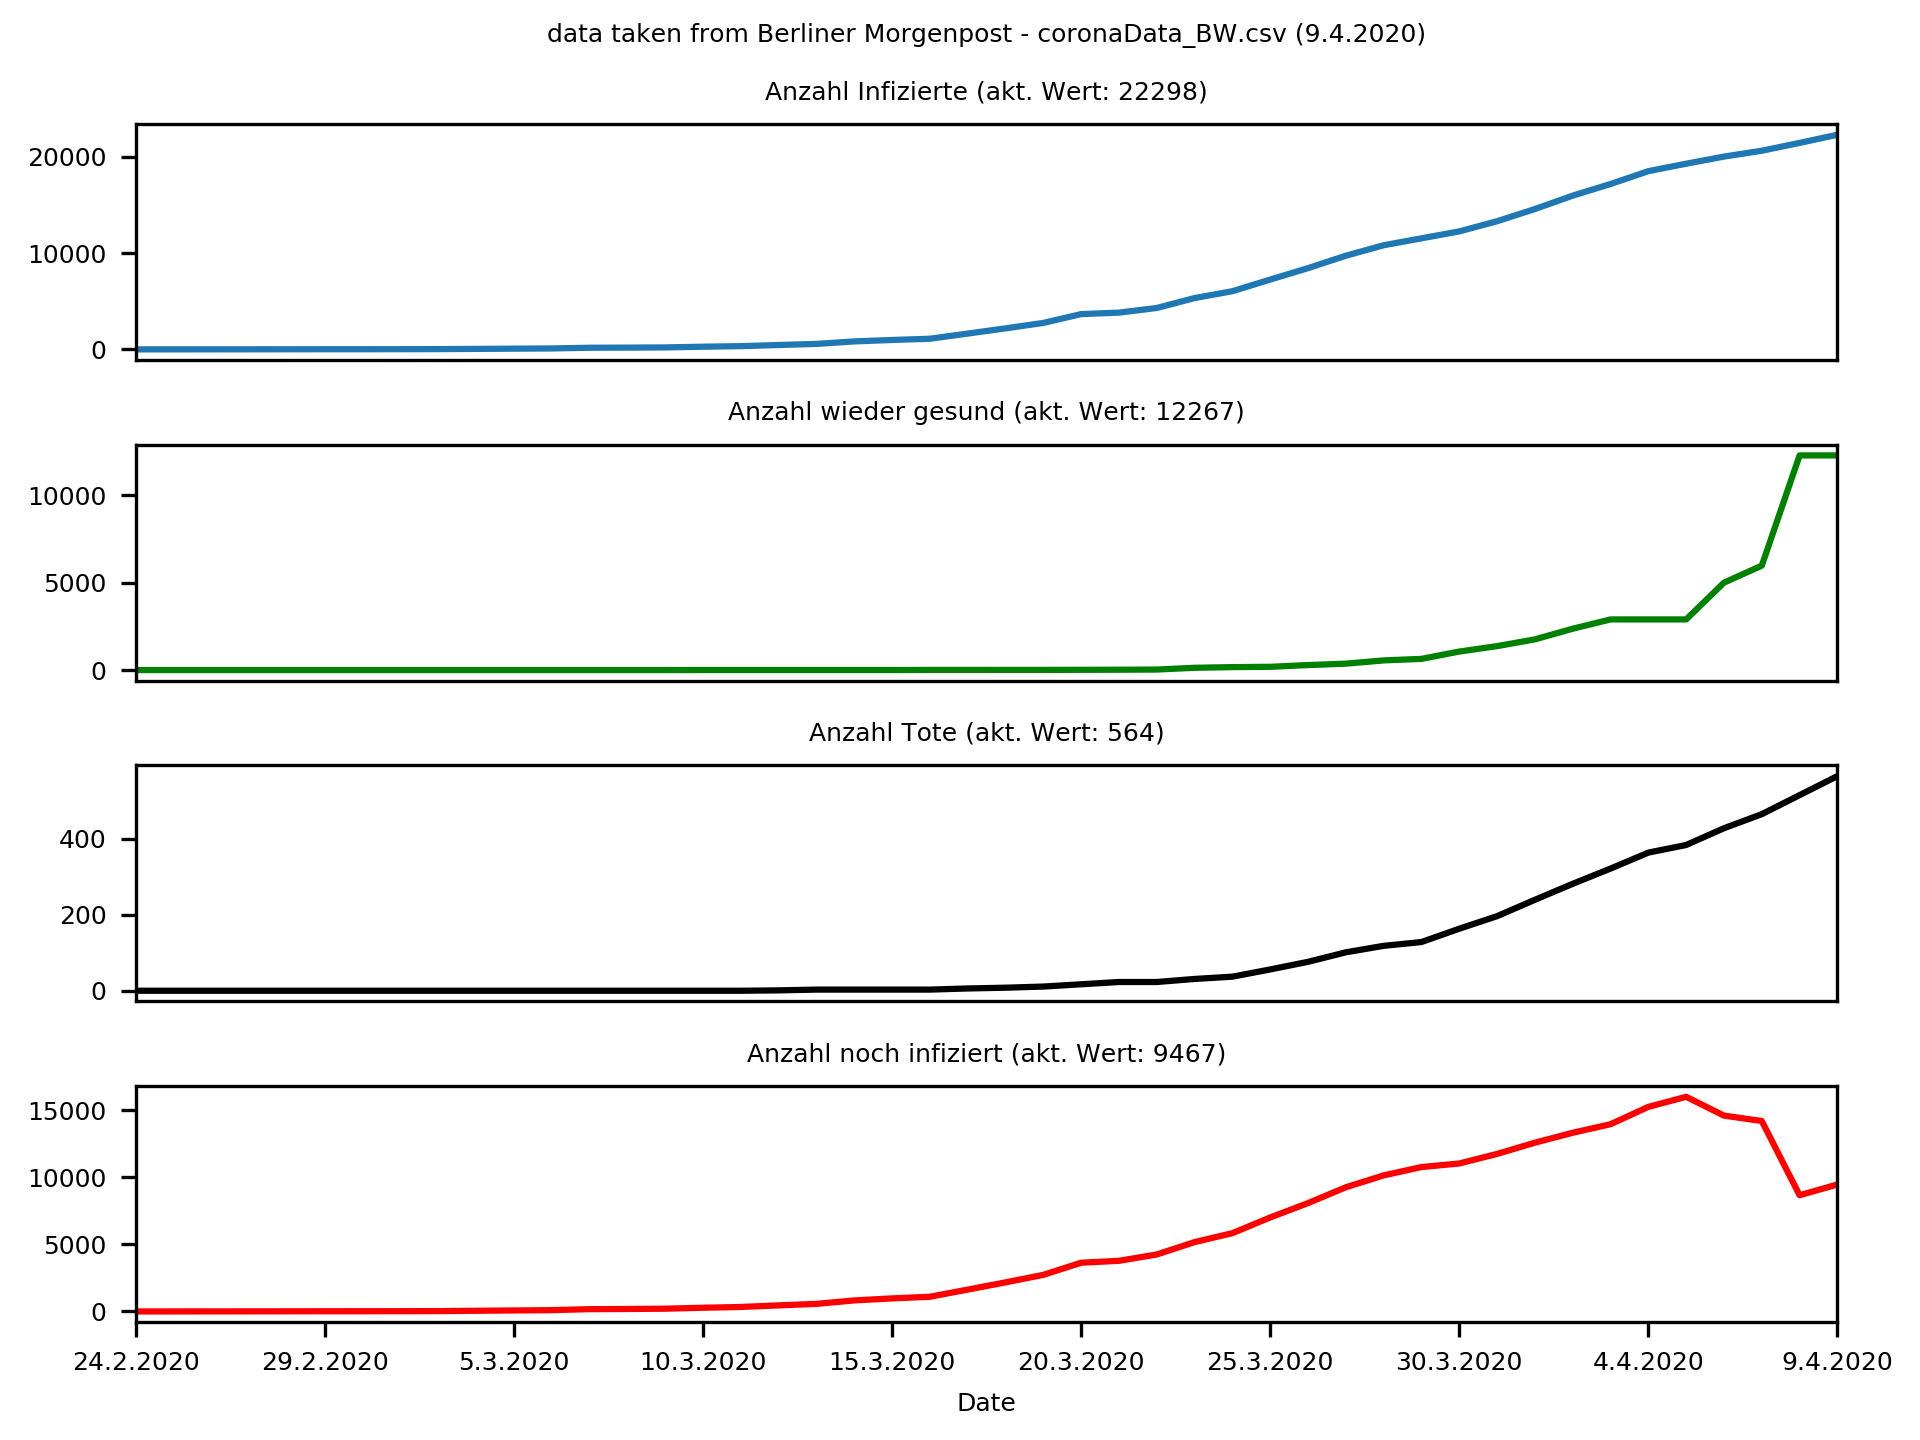 data taken from Berliner Morgenpost - coronaData_BW.csv (9.4.2020)
Anzahl Infizierte (akt. Wert: 22298)
20000
10000
0
Anzahl wieder gesund (akt. Wert: 12267)
10000
5000
0
Anzahl Tote (akt. Wert: 564)
400
200
0
Anzahl noch infiziert (akt. Wert: 9467)
15000
10000
5000
0
24.2.2020 29.2.2020 5.3.2020 10.3.2020 15.3.2020 20.3.2020 25.3.2020 30.3.2020 4.4.2020 9.4.2020
Date